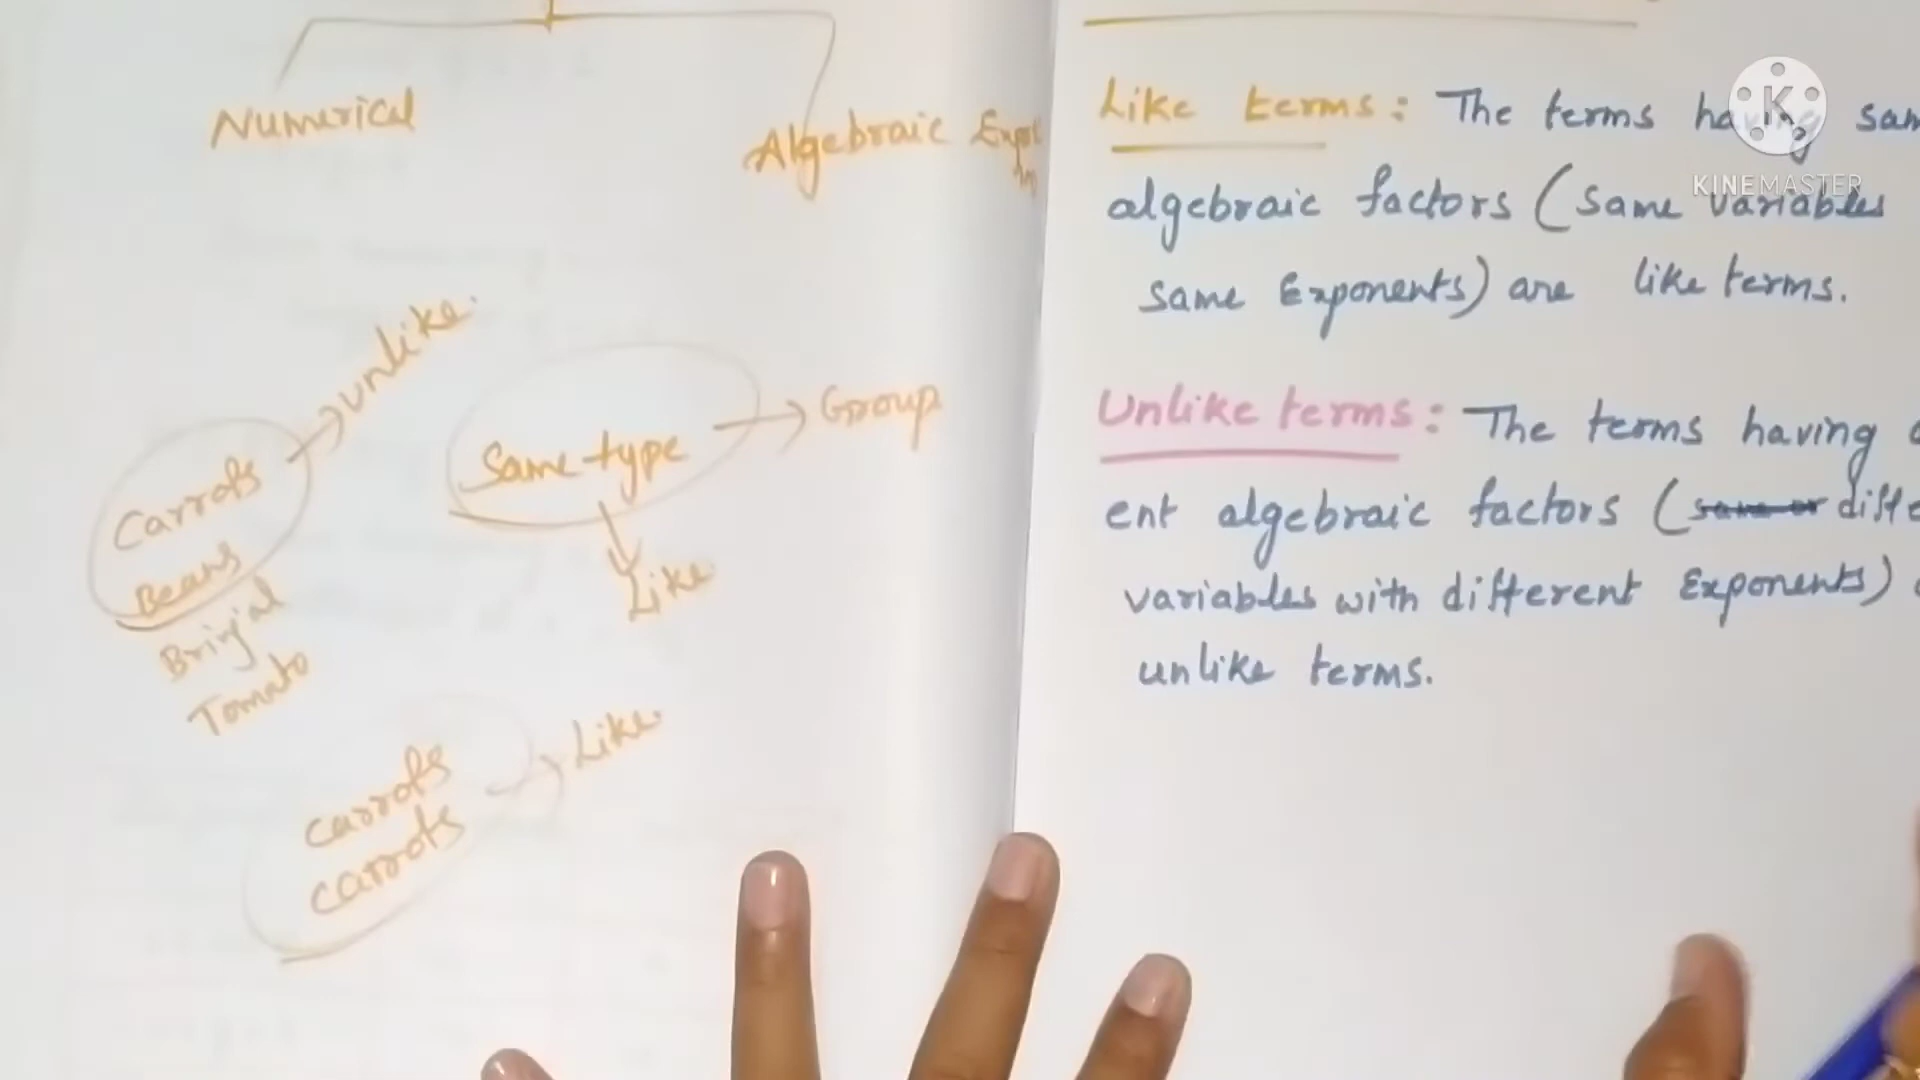 Numerical
Algebraic
unlike.
Carrots
Beans
Brinjal
Tomato
Same type
Group
Like.
Carrots
Carrots
Like.
Like terms: The terms having
algebraic factors (Same variables
same Exponents) are like terms.
Unlike terms: The terms having
ent algebraic factors (same or
variables with different Exponents)
unlike terms.
K
KINEMASTER